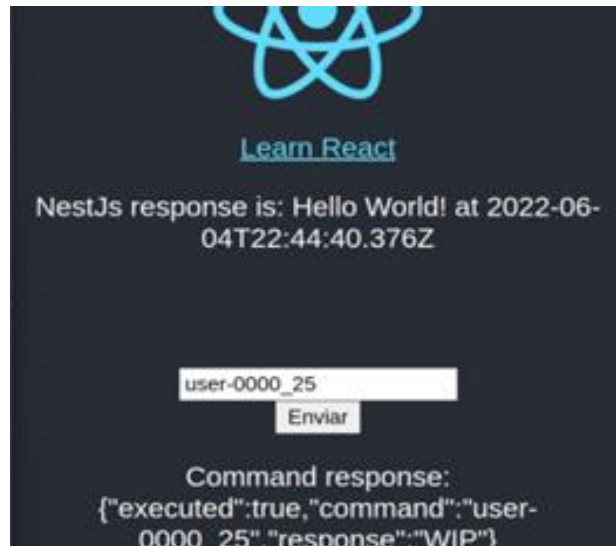 Learn React
NestJs response is: Hello World! at 2022-06-
04T22:44:40.376Z
user-0000_25
Enviar
Command response:
{"executed":true,"command":"user-
0000_25","response":"WIP"}